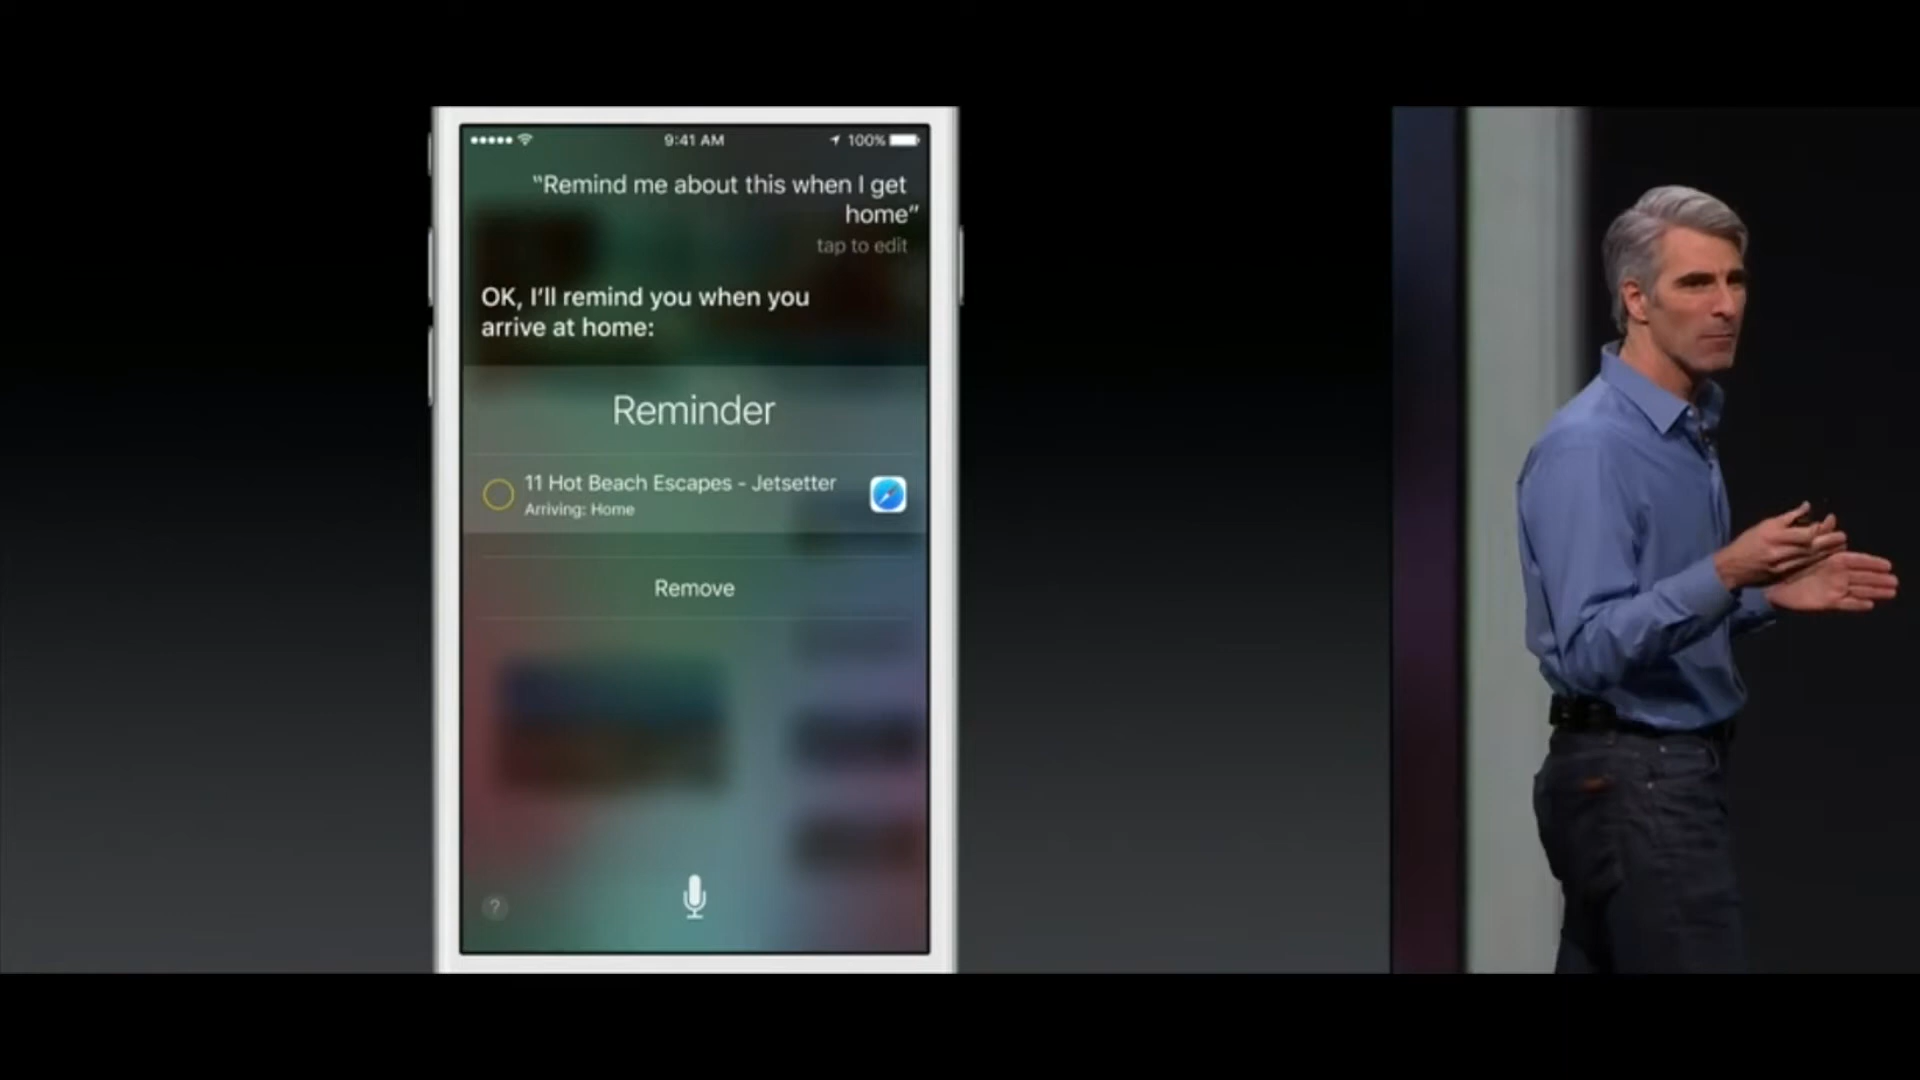 9:41 AM
100%
“Remind me about this when I get
home”
tap to edit
OK, I’ll remind you when you
arrive at home:
Reminder
11 Hot Beach Escapes - Jetsetter
Arriving: Home
Remove
?